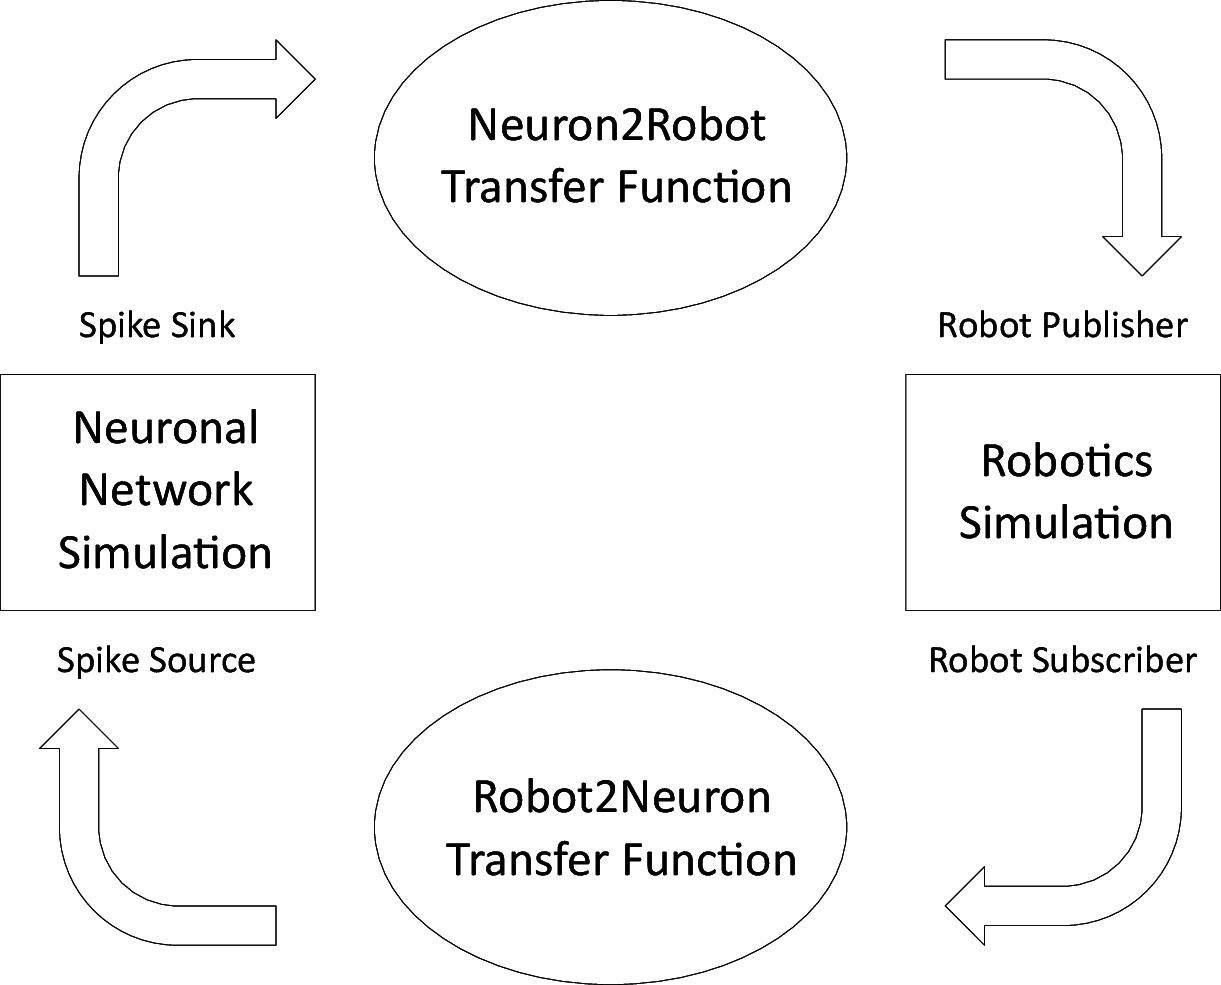 Neuron2Robot
Transfer Function
Spike Sink
Robot Publisher
Neuronal
Network
Simulation
Robotics
Simulation
Spike Source
Robot Subscriber
Robot2Neuron
Transfer Function